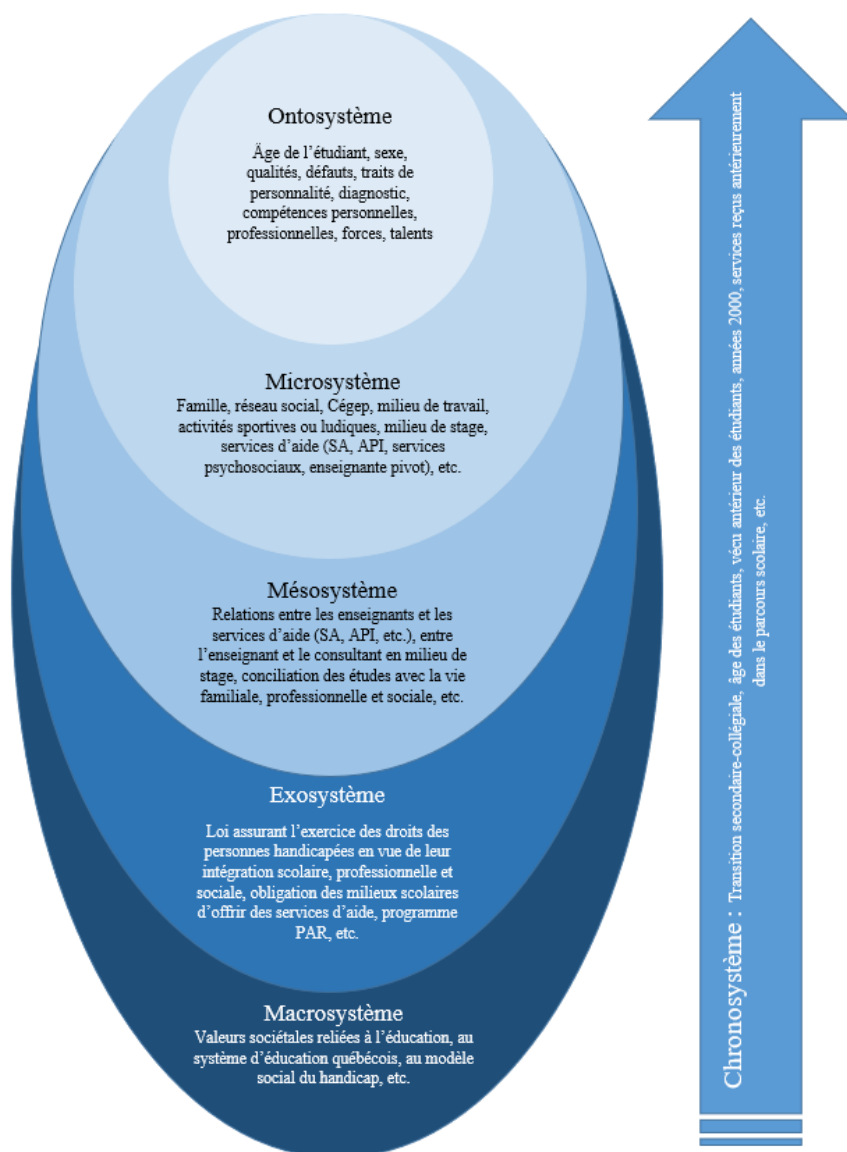 Ontosystème
Äge de l'étudiant, sexe,
qualités, défauts, traits de
personnalité, diagnostic,
compétences personnelles,
professionnelles, forces, talents
Microsystème
Famille, réseau social, Cégep, milieu de travail,
activités sportives ou ludiques, milieu de stage,
services d'aide (SA, API, services
psychosociaux, enseignante pivot), etc.
Mésosystème
Relations entre les enseignants et les
services d'aide (SA, API, etc.), entre
l'enseignant et le consultant en milieu de
stage, conciliation des études avec la vie
familiale, professionnelle et sociale, etc.
Exosystème
Loi assurant l'exercice des droits des
personnes handicapées en vue de leur
intégration scolaire, professionnelle et
sociale, obligation des milieux scolaires
d'offrir des services d'aide, programme
PAR, etc.
Macrosystème
Valeurs sociétales reliées à l'éducation, au
système d'éducation québécois, au modèle
social du handicap, etc.
Chronosystème : Transition secondaire-collégiale, âge des étudiants, vécu antérieur des étudiants, années 2000, services reçus antérieurement
dans le parcours scolaire, etc.